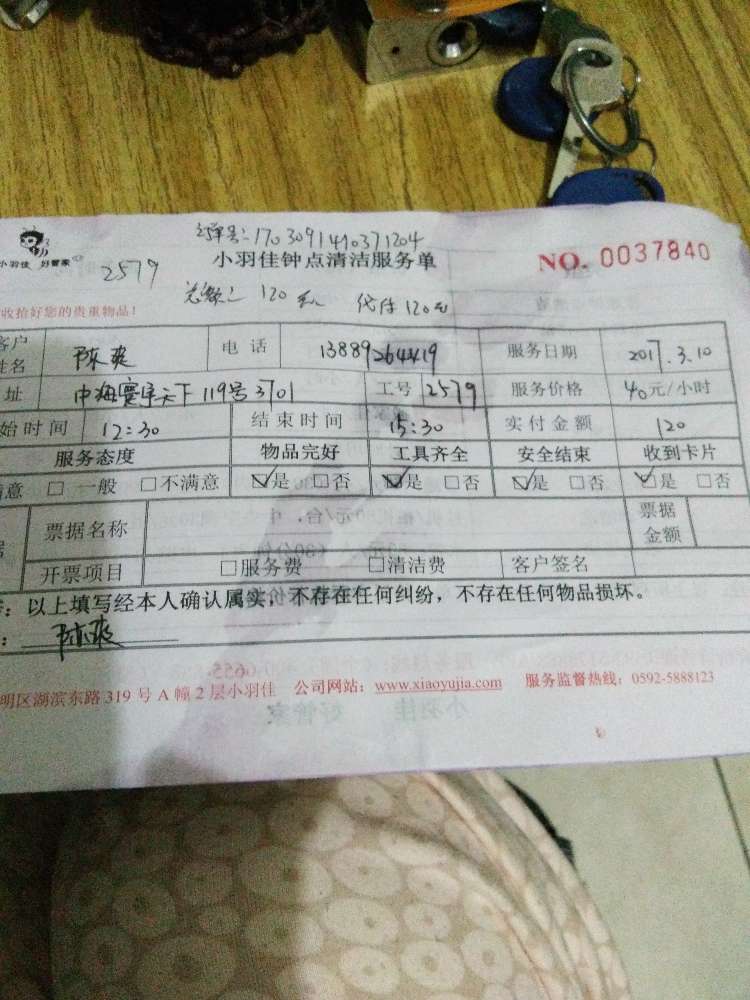 订单号:1703091410371204
小羽佳 好管家 2579 小羽佳钟点清洁服务单 NO. 0037840
总额: 120元 代付120元
收拾好您的贵重物品!
客户姓名 陈爽 电话 13889264419 服务日期 2017.3.10
址 中海寰宇天下119号3701 工号 2579 服务价格 40元/小时
始时间 12:30 结束时间 15:30 实付金额 120
服务态度 物品完好 工具齐全 安全结束 收到卡片
满意 □一般 □不满意 ☑是 □否 ☑是 □否 ☑是 □否 ☑是 □否
票据名称 票据金额
开票项目 □服务费 □清洁费 客户签名
:以上填写经本人确认属实,不存在任何纠纷,不存在任何物品损坏。
: 陈爽
明区湖滨东路319号A幢2层小羽佳 公司网站:www.xiaoyujia.com 服务监督热线:0592-5888123